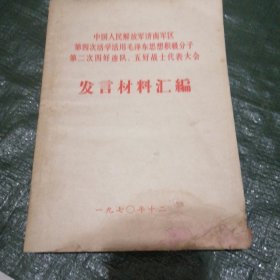 中国人民解放军济南军区
第四次活学活用毛泽东思想积极分子
第二次四好连队、五好战士代表大会
发言材料汇编
一九七〇年十二